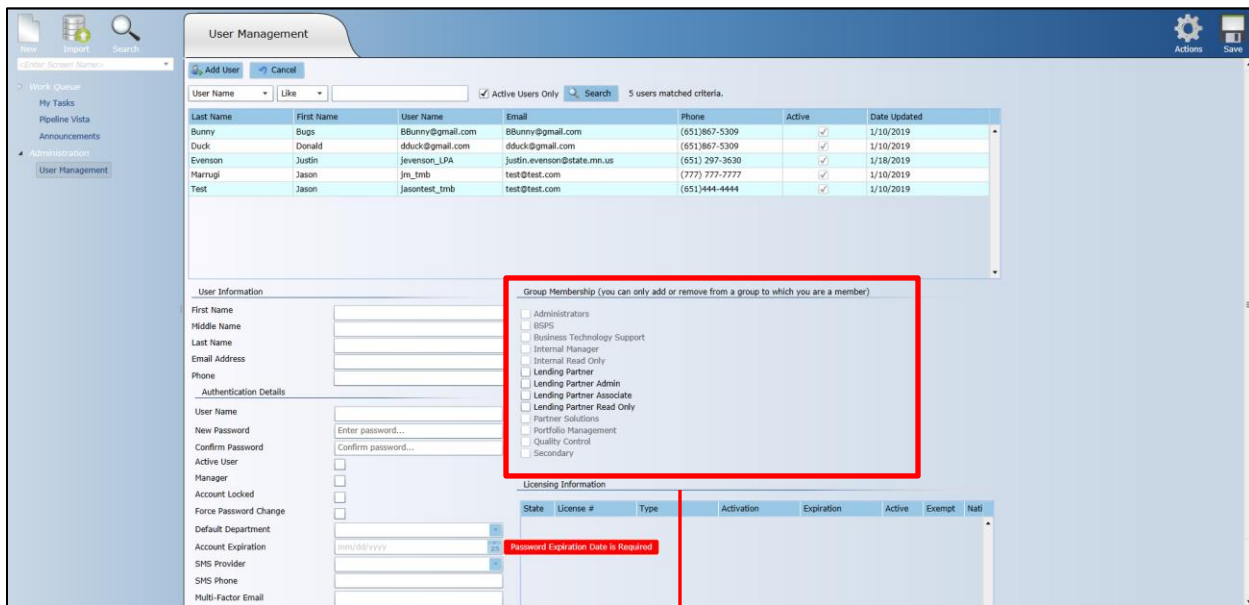 New Import Search
<Enter Screen Name>
Work Queue
My Tasks
Pipeline Vista
Announcements
Administration
User Management
User Management
Actions Save
Add User Cancel
User Name Like Active Users Only Search 5 users matched criteria.
Last Name First Name User Name Email Phone Active Date Updated
Bunny Bugs BBunny@gmail.com BBunny@gmail.com (651)867-5309 1/10/2019
Duck Donald dduck@gmail.com dduck@gmail.com (651)867-5309 1/10/2019
Evenson Justin jevenson_LPA justin.evenson@state.mn.us (651) 297-3630 1/18/2019
Marrugi Jason jm_tmb test@test.com (777) 777-7777 1/10/2019
Test Jason jasontest_tmb test@test.com (651)444-4444 1/10/2019
User Information
First Name
Middle Name
Last Name
Email Address
Phone
Authentication Details
User Name
New Password Enter password...
Confirm Password Confirm password...
Active User
Manager
Account Locked
Force Password Change
Default Department
Account Expiration mm/dd/yyyy 23 Password Expiration Date is Required
SMS Provider
SMS Phone
Multi-Factor Email
Group Membership (you can only add or remove from a group to which you are a member)
Administrators
BSPS
Business Technology Support
Internal Manager
Internal Read Only
Lending Partner
Lending Partner Admin
Lending Partner Associate
Lending Partner Read Only
Partner Solutions
Portfolio Management
Quality Control
Secondary
Licensing Information
State License # Type Activation Expiration Active Exempt Nati